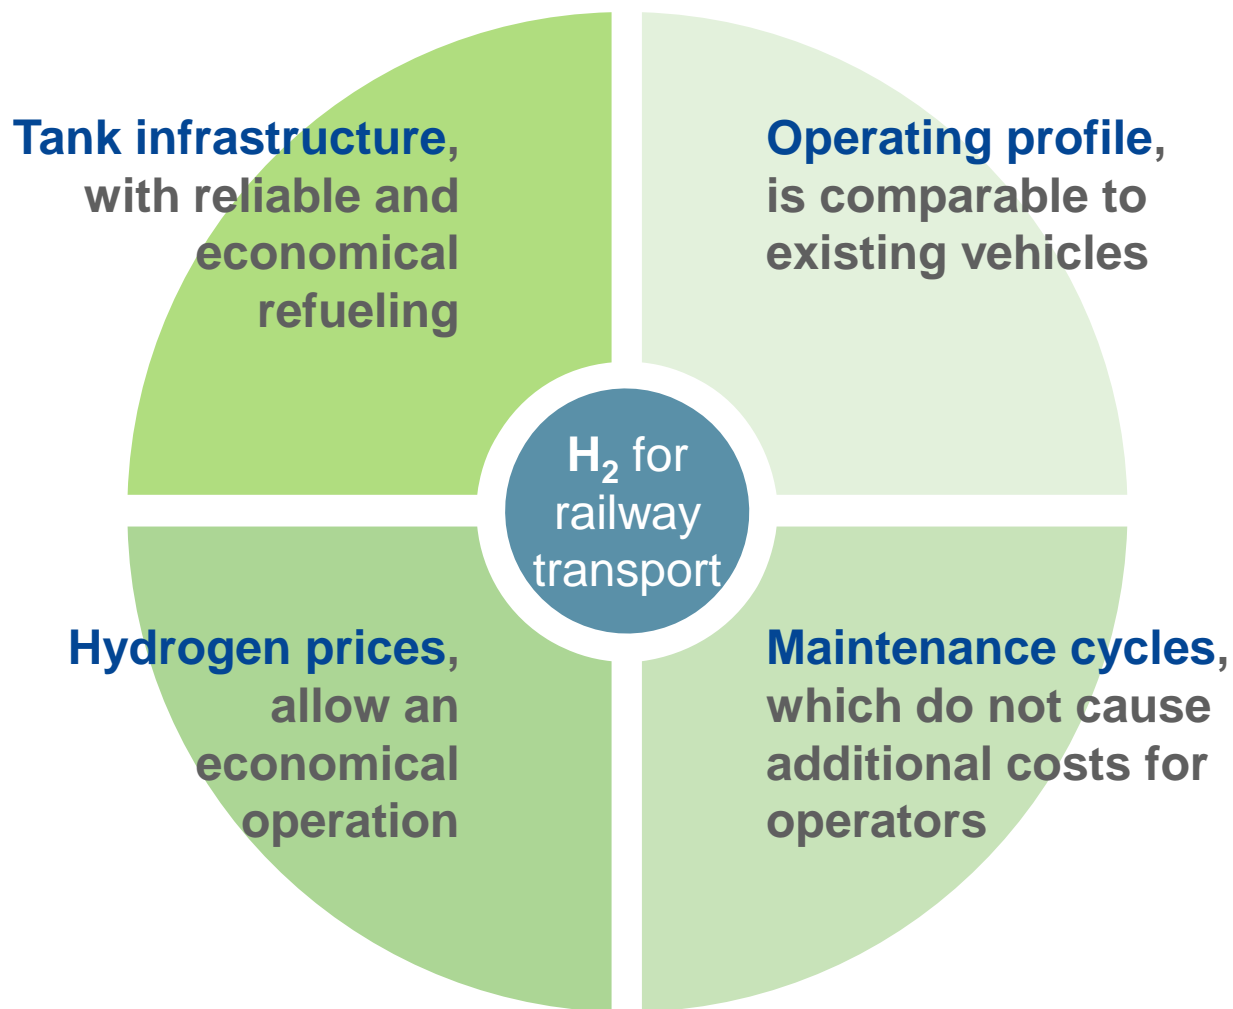 Tank infrastructure,
with reliable and
economical
refueling
Operating profile,
is comparable to
existing vehicles
H₂ for
railway
transport
Hydrogen prices,
allow an
economical
operation
Maintenance cycles,
which do not cause
additional costs for
operators